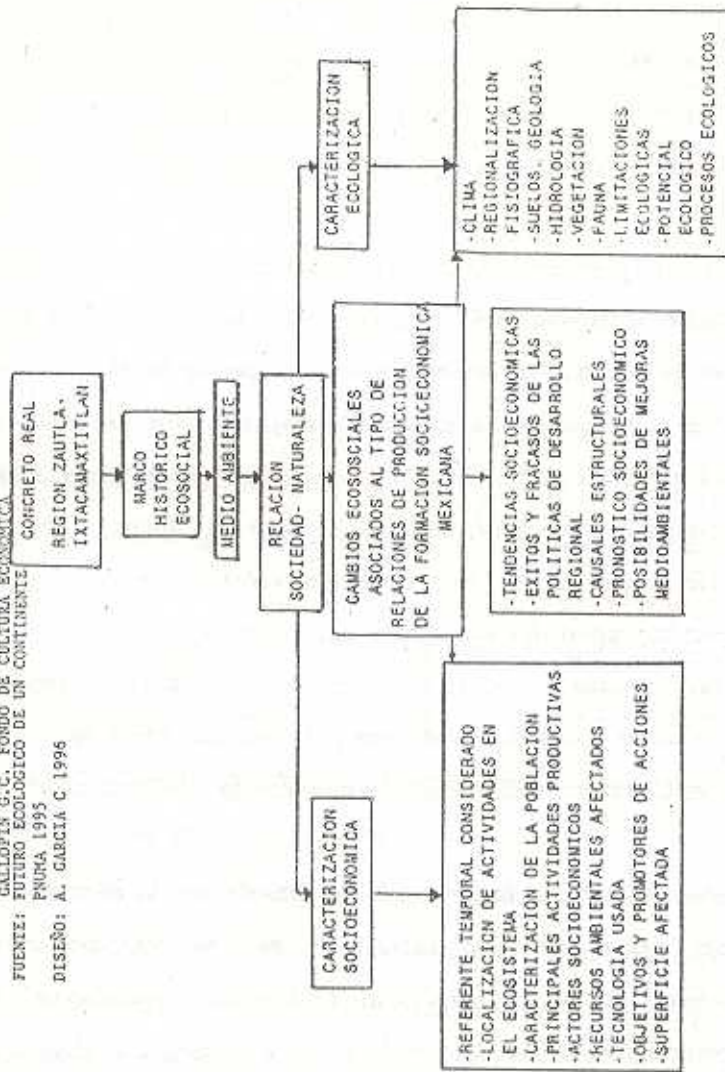 GALLOPIN G.C. FONDO DE CULTURA ECONOMICA
FUENTE: FUTURO ECOLOGICO DE UN CONTINENTE
PNUMA 1995
DISEÑO: A. GARCIA C 1996
CONCRETO REAL
REGION ZAUTLA-
IXTACAMAXTITLAN
MARCO
HISTORICO
ECOSOCIAL
MEDIO AMBIENTE
RELACION
SOCIEDAD- NATURALEZA
CARACTERIZACION
SOCIOECONOMICA
CAMBIOS ECOSOSCIALES
ASOCIADOS AL TIPO DE
RELACIONES DE PRODUCCION
DE LA FORMACION SOCIOECONOMICA
MEXICANA
CARACTERIZACION
ECOLOGICA
-REFERENTE TEMPORAL CONSIDERADO
-LOCALIZACION DE ACTIVIDADES EN
EL ECOSISTEMA
-CARACTERIZACION DE LA POBLACION
-PRINCIPALES ACTIVIDADES PRODUCTIVAS
-ACTORES SOCIOECONOMICOS
-RECURSOS AMBIENTALES AFECTADOS
-TECNOLOGIA USADA
-OBJETIVOS Y PROMOTORES DE ACCIONES
-SUPERFICIE AFECTADA
-TENDENCIAS SOCIOECONOMICAS
-EXITOS Y FRACASOS DE LAS
POLITICAS DE DESARROLLO
REGIONAL
-CAUSALES ESTRUCTURALES
-PRONOSTICO SOCIOECONOMICO
-POSIBILIDADES DE MEJORAS
MEDIOAMBIENTALES
-CLIMA
-REGIONALIZACION
FISIOGRAFICA
-SUELOS. GEOLOGIA
-HIDROLOGIA
-VEGETACION
-FAUNA
-LIMITACIONES
ECOLOGICAS
-POTENCIAL
ECOLOGICO
-PROCESOS ECOLOGICOS